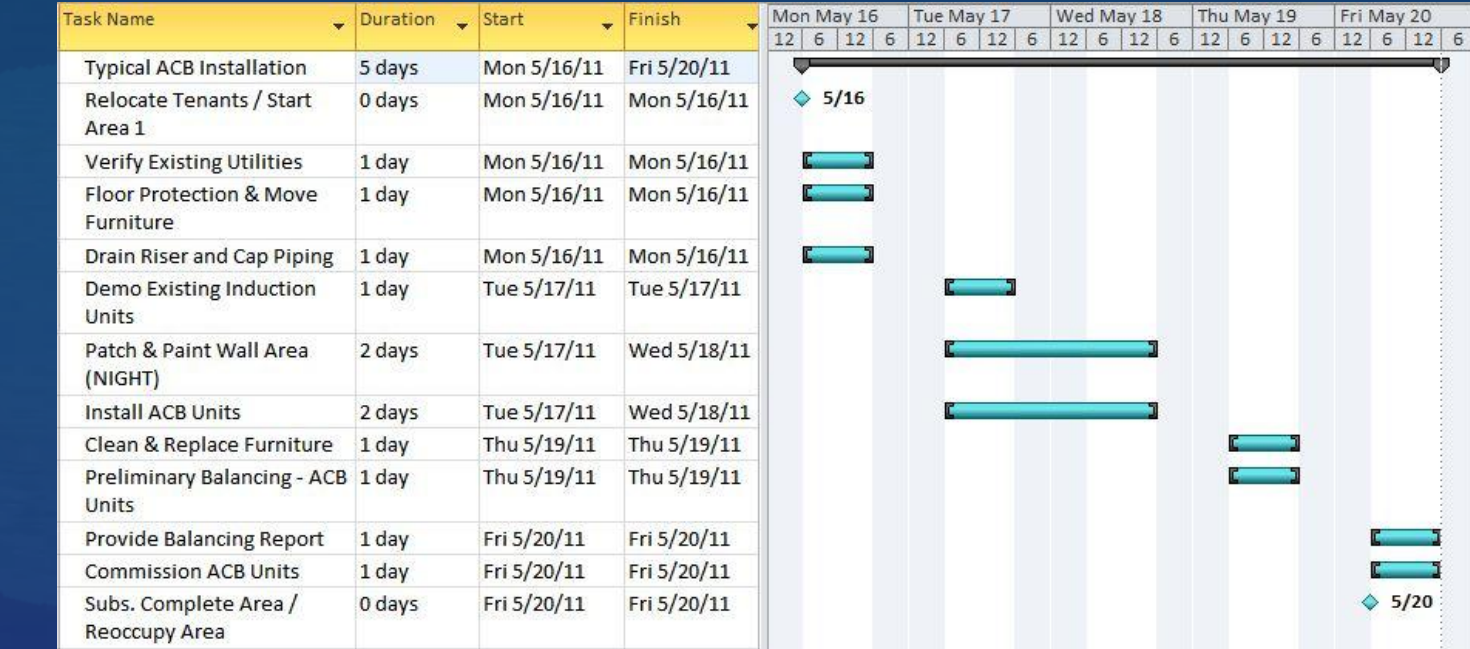 Task Name Duration Start Finish Mon May 16 Tue May 17 Wed May 18 Thu May 19 Fri May 20
12 6 12 6 12 6 12 6 12 6 12 6 12 6 12 6 12 6 12 6
Typical ACB Installation 5 days Mon 5/16/11 Fri 5/20/11
Relocate Tenants / Start 0 days Mon 5/16/11 Mon 5/16/11 5/16
Area 1
Verify Existing Utilities 1 day Mon 5/16/11 Mon 5/16/11
Floor Protection & Move 1 day Mon 5/16/11 Mon 5/16/11
Furniture
Drain Riser and Cap Piping 1 day Mon 5/16/11 Mon 5/16/11
Demo Existing Induction 1 day Tue 5/17/11 Tue 5/17/11
Units
Patch & Paint Wall Area 2 days Tue 5/17/11 Wed 5/18/11
(NIGHT)
Install ACB Units 2 days Tue 5/17/11 Wed 5/18/11
Clean & Replace Furniture 1 day Thu 5/19/11 Thu 5/19/11
Preliminary Balancing - ACB 1 day Thu 5/19/11 Thu 5/19/11
Units
Provide Balancing Report 1 day Fri 5/20/11 Fri 5/20/11
Commission ACB Units 1 day Fri 5/20/11 Fri 5/20/11
Subs. Complete Area / 0 days Fri 5/20/11 Fri 5/20/11 5/20
Reoccupy Area